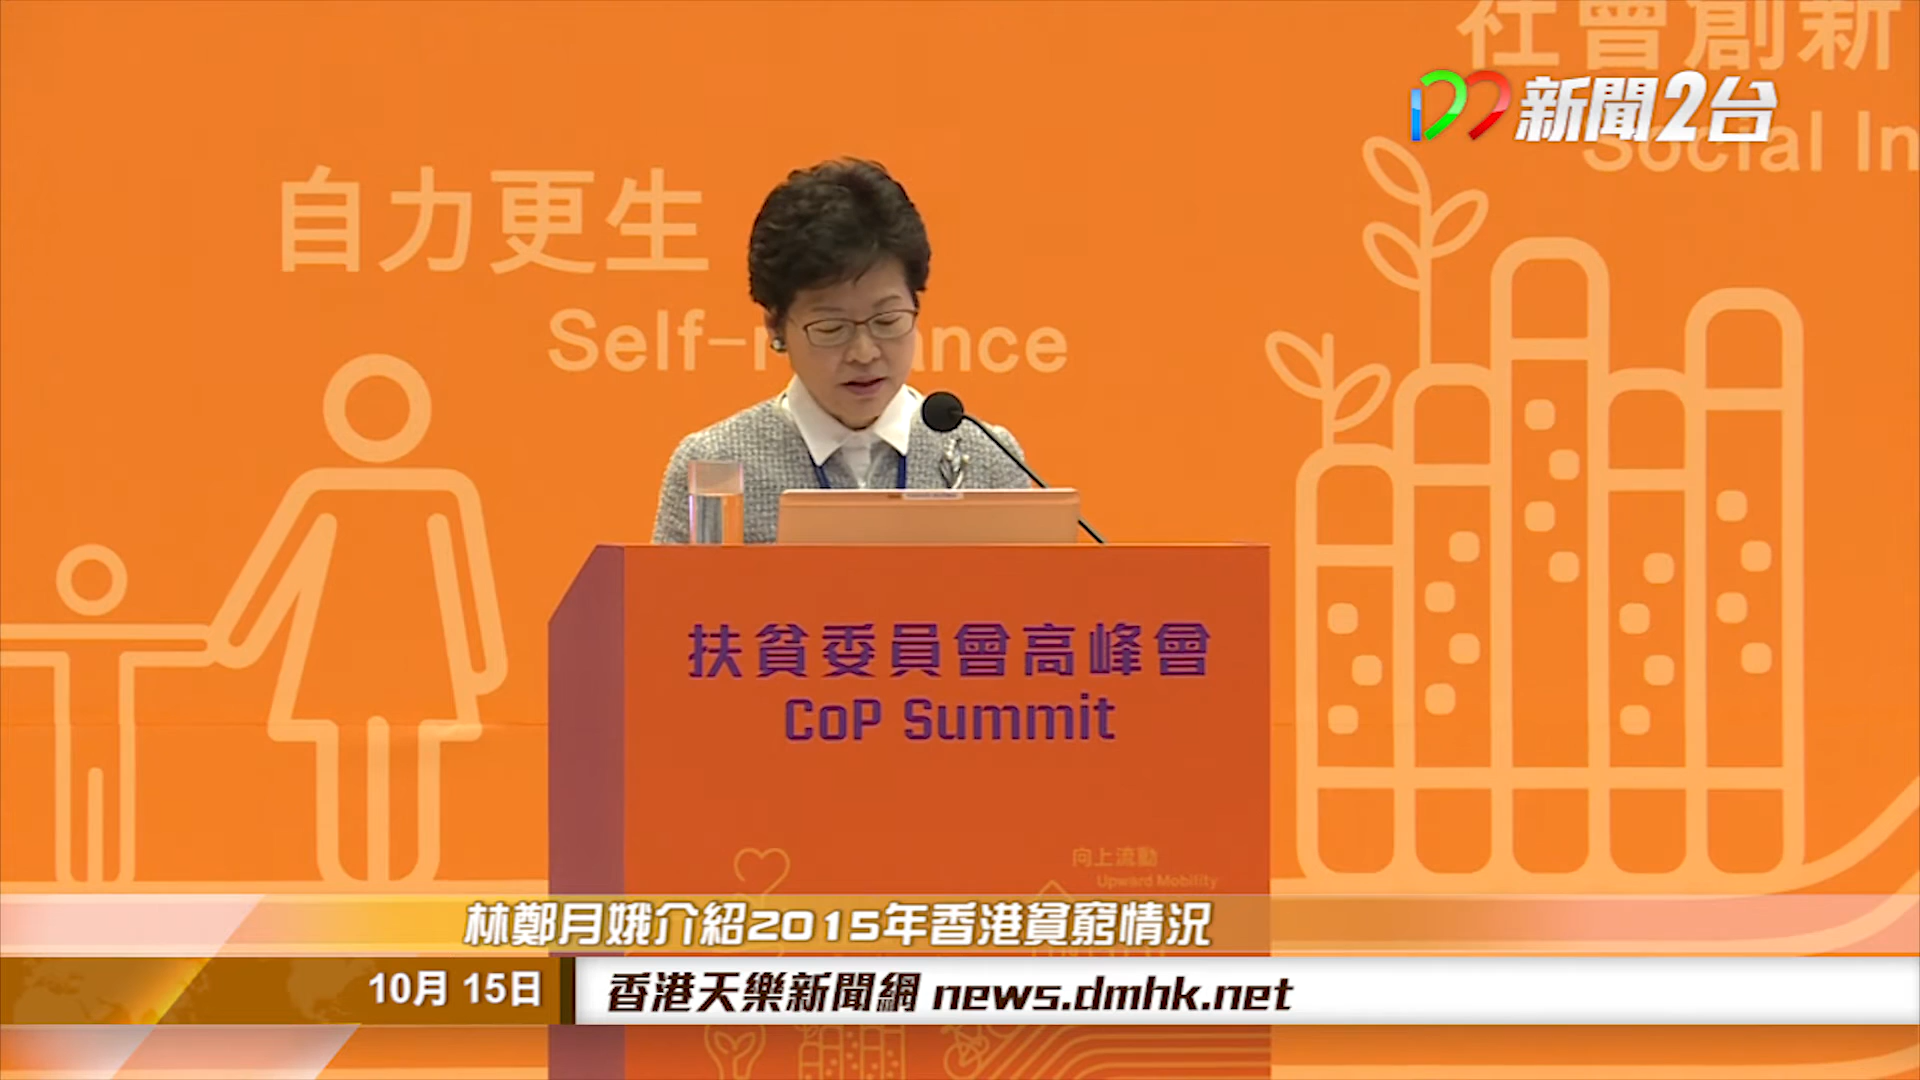 社會創新
新聞2台
Social In
自力更生
Self-r ance
扶貧委員會高峰會
CoP Summit
向上流動
Upward Mobility
林鄭月娥介紹2015年香港貧窮情況
10月 15日
香港天樂新聞網 news.dmhk.net